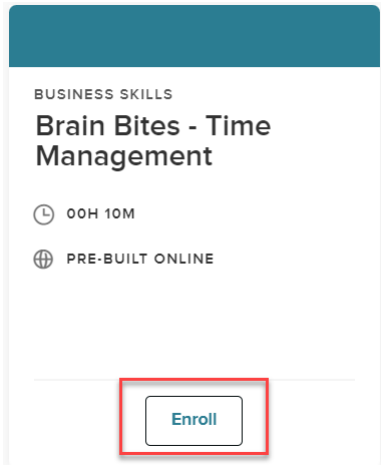 BUSINESS SKILLS
Brain Bites - Time
Management
00H 10M
PRE-BUILT ONLINE
Enroll